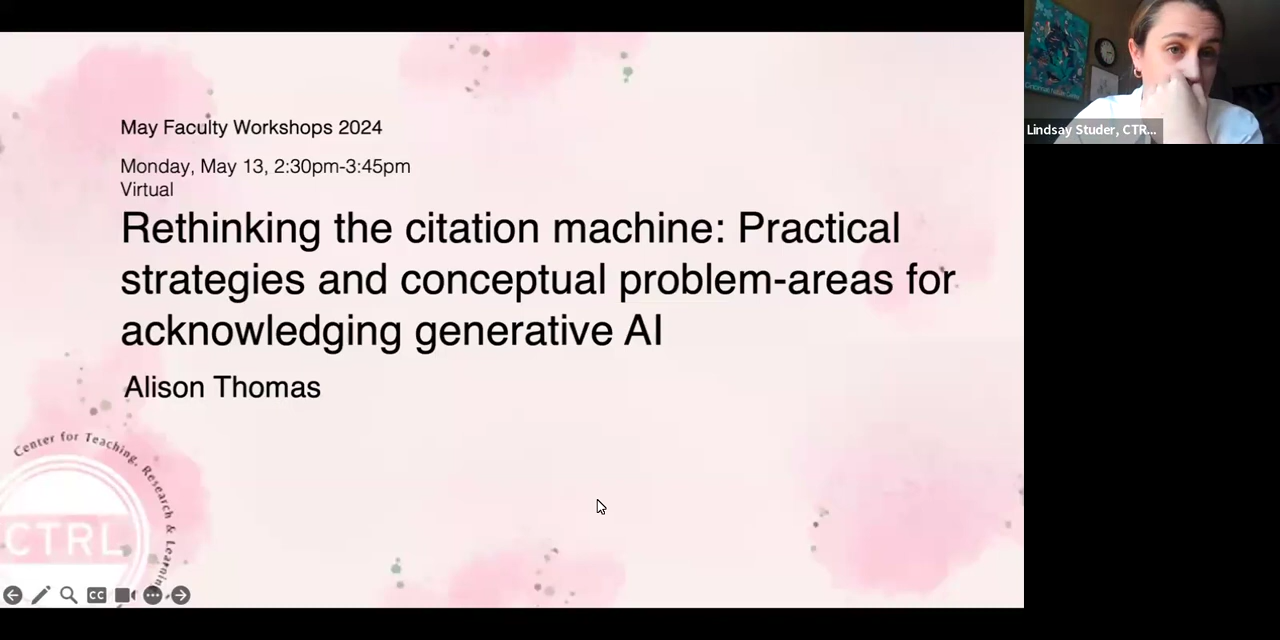 May Faculty Workshops 2024
Monday, May 13, 2:30pm-3:45pm
Virtual
Rethinking the citation machine: Practical
strategies and conceptual problem-areas for
acknowledging generative AI
Alison Thomas
Center for Teaching, Research & Learning
CTRL
CC
Lindsay Studer, CTR...